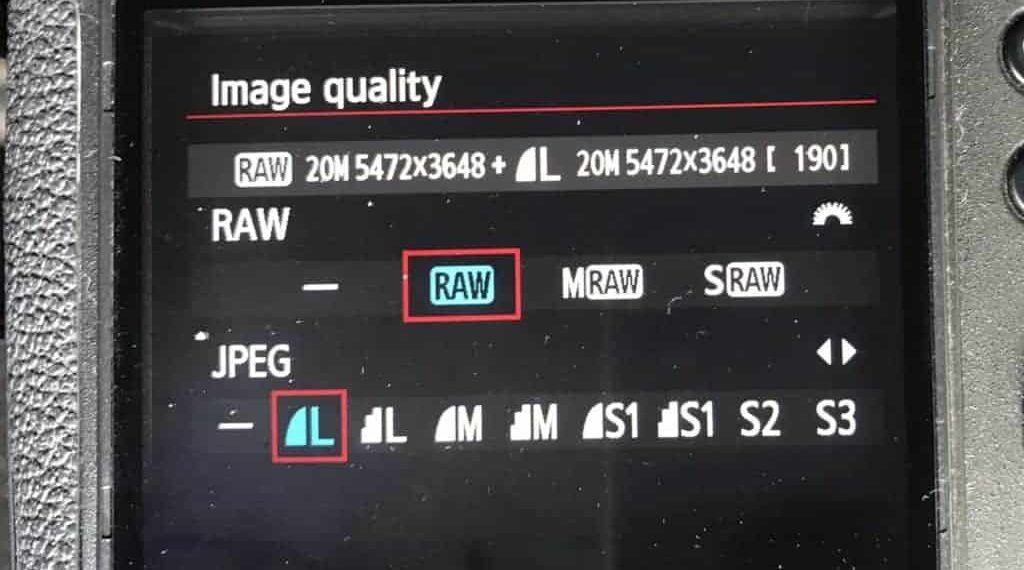 Image quality
RAW 20M 5472x3648 + L 20M 5472x3648 [ 190]
RAW
— RAW MRAW SRAW
JPEG
— L L M M S1 S1 S2 S3